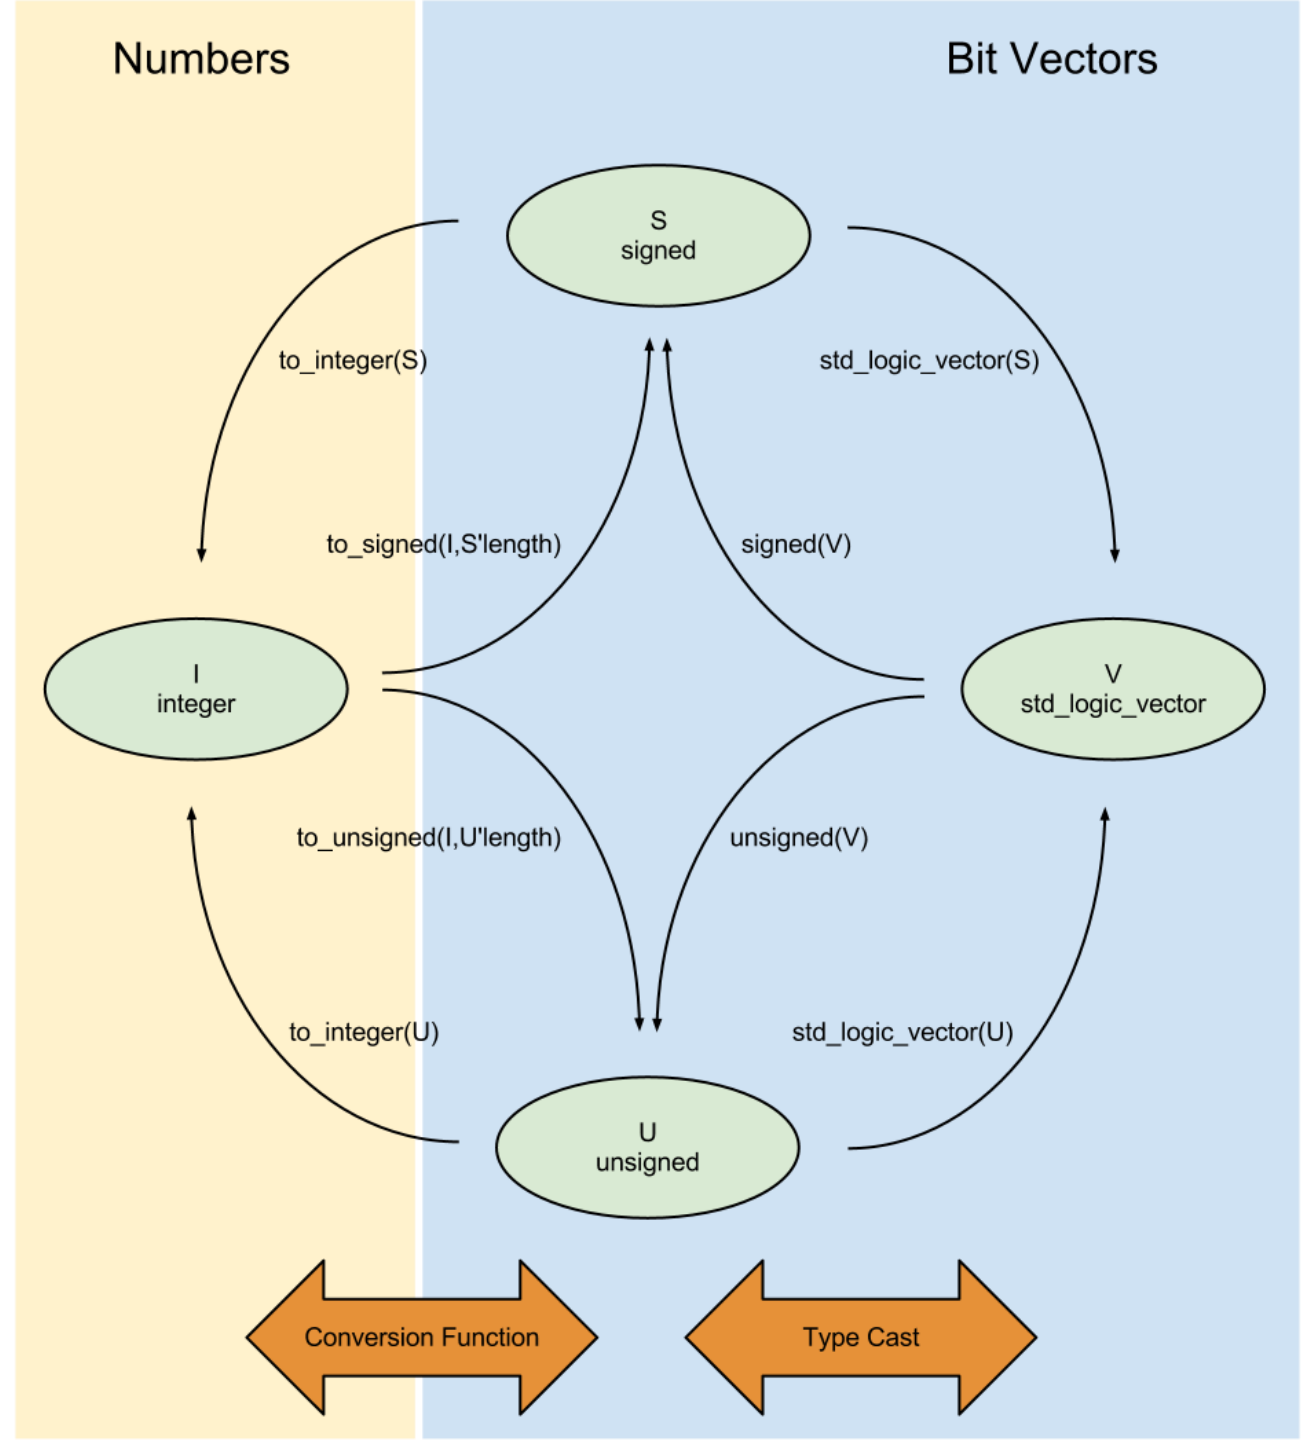 Numbers
Bit Vectors
S
signed
to_integer(S)
std_logic_vector(S)
to_signed(I,S'length)
signed(V)
I
integer
V
std_logic_vector
to_unsigned(I,U'length)
unsigned(V)
to_integer(U)
std_logic_vector(U)
U
unsigned
Conversion Function
Type Cast